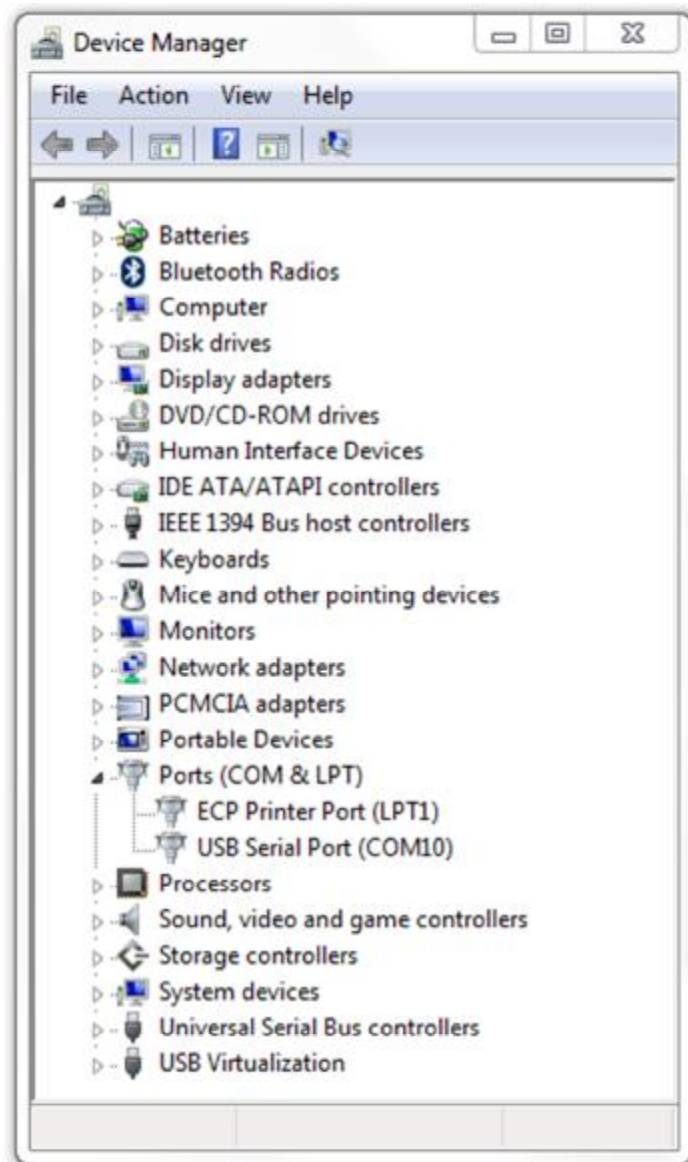 Device Manager
File Action View Help
Batteries
Bluetooth Radios
Computer
Disk drives
Display adapters
DVD/CD-ROM drives
Human Interface Devices
IDE ATA/ATAPI controllers
IEEE 1394 Bus host controllers
Keyboards
Mice and other pointing devices
Monitors
Network adapters
PCMCIA adapters
Portable Devices
Ports (COM & LPT)
ECP Printer Port (LPT1)
USB Serial Port (COM10)
Processors
Sound, video and game controllers
Storage controllers
System devices
Universal Serial Bus controllers
USB Virtualization